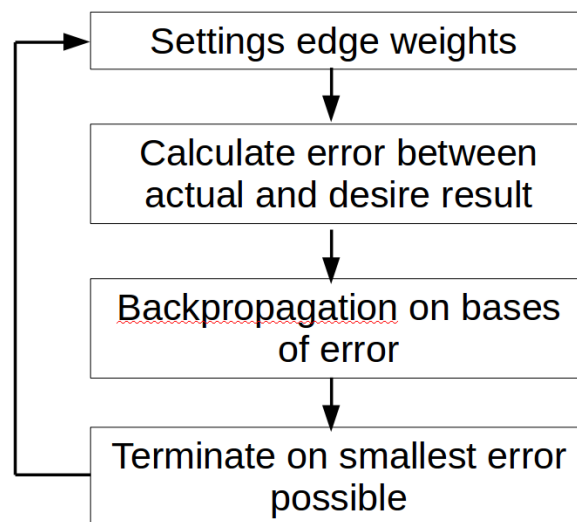 Settings edge weights
Calculate error between
actual and desire result
Backpropagation on bases
of error
Terminate on smallest error
possible